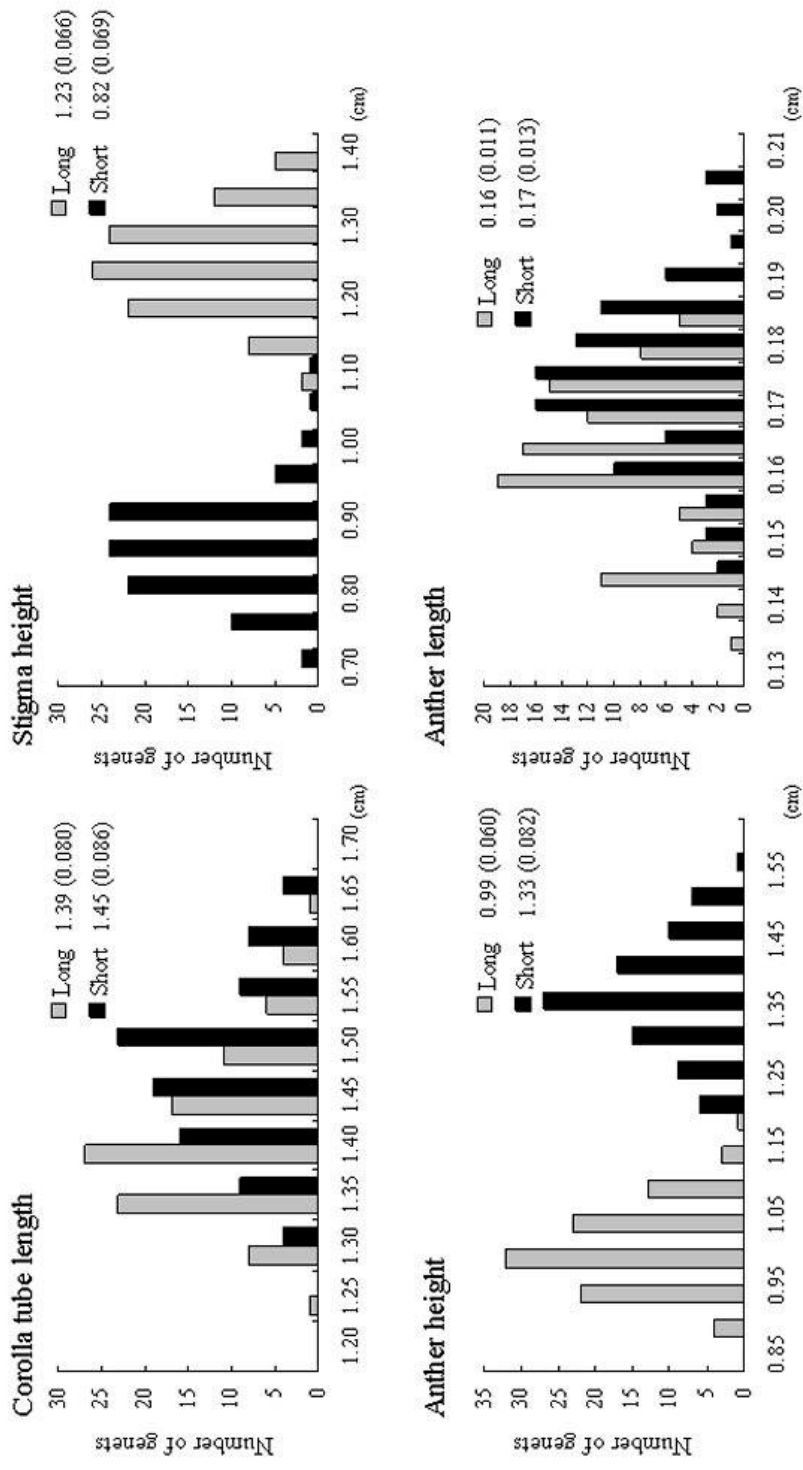 Corolla tube length
Long 1.39 (0.080)
Short 1.45 (0.086)
Number of genets
30
25
20
15
10
5
0
1.20 1.25 1.30 1.35 1.40 1.45 1.50 1.55 1.60 1.65 1.70
(cm)
Stigma height
Long 1.23 (0.066)
Short 0.82 (0.069)
Number of genets
30
25
20
15
10
5
0
0.70 0.80 0.90 1.00 1.10 1.20 1.30 1.40
(cm)
Anther height
Long 0.99 (0.060)
Short 1.33 (0.082)
Number of genets
35
30
25
20
15
10
5
0
0.85 0.95 1.05 1.15 1.25 1.35 1.45 1.55
(cm)
Anther length
Long 0.16 (0.011)
Short 0.17 (0.013)
Number of genets
20
18
16
14
12
10
8
6
4
2
0
0.13 0.14 0.15 0.16 0.17 0.18 0.19 0.20 0.21
(cm)